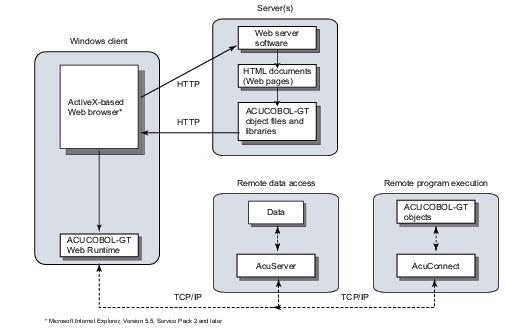 Server(s)
Windows client
Web server
software
HTTP
HTML documents
(Web pages)
ActiveX-based
Web browser*
HTTP
ACUCOBOL-GT
object files and
libraries
Remote data access
Remote program execution
Data
ACUCOBOL-GT
objects
ACUCOBOL-GT
Web Runtime
AcuServer
AcuConnect
TCP/IP
TCP/IP
* Microsoft Internet Explorer, Version 5.5, Service Pack 2 and later